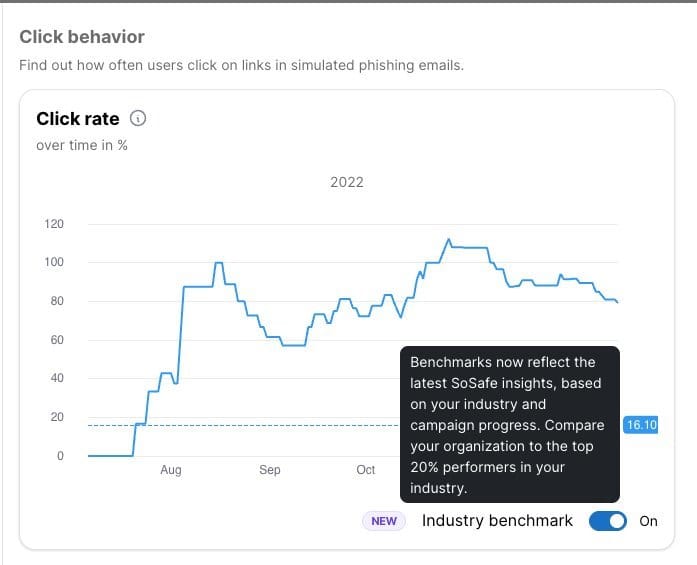 Click behavior
Find out how often users click on links in simulated phishing emails.
Click rate
over time in %
2022
120
100
80
60
40
20
0
Aug
Sep
Oct
Benchmarks now reflect the
latest SoSafe insights, based
on your industry and
campaign progress. Compare
your organization to the top
20% performers in your
industry.
16.10
NEW Industry benchmark On